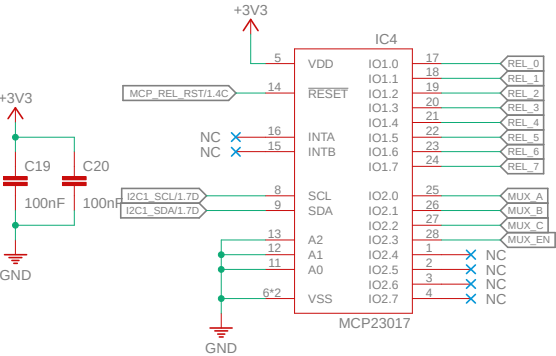 +3V3
IC4
5 VDD IO1.0 17 REL_0
IO1.1 18 REL_1
MCP_REL_RST/1.4C 14 RESET IO1.2 19 REL_2
IO1.3 20 REL_3
+3V3 IO1.4 21 REL_4
NC 16 INTA IO1.5 22 REL_5
NC 15 INTB IO1.6 23 REL_6
C19 C20 IO1.7 24 REL_7
I2C1_SCL/1.7D 8 SCL IO2.0 25 MUX_A
100nF 100nF I2C1_SDA/1.7D 9 SDA IO2.1 26 MUX_B
IO2.2 27 MUX_C
13 A2 IO2.3 28 MUX_EN
12 A1 IO2.4 1 NC
11 A0 IO2.5 2 NC
GND IO2.6 3 NC
6*2 VSS IO2.7 4 NC
MCP23017
GND